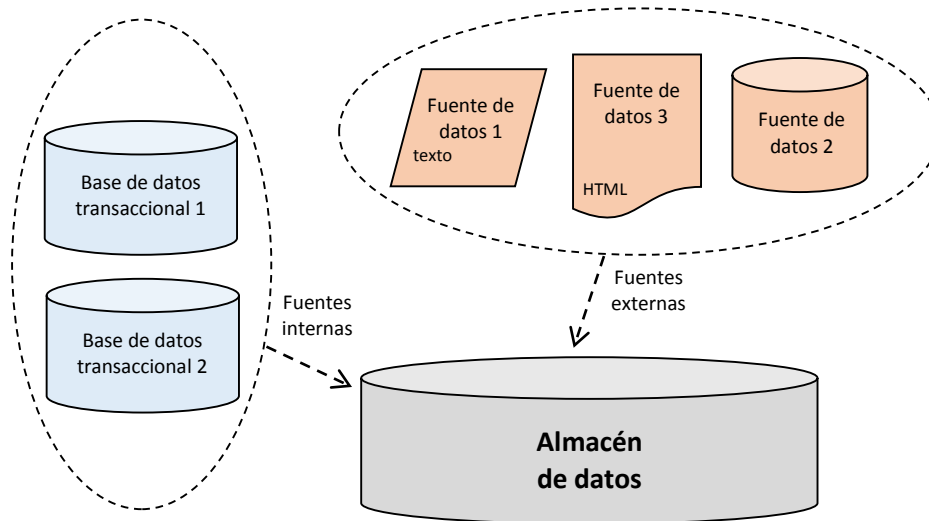 Fuente de
datos 1
texto
Fuente de
datos 3
HTML
Fuente de
datos 2
Base de datos
transaccional 1
Base de datos
transaccional 2
Fuentes
internas
Fuentes
externas
Almacén
de datos